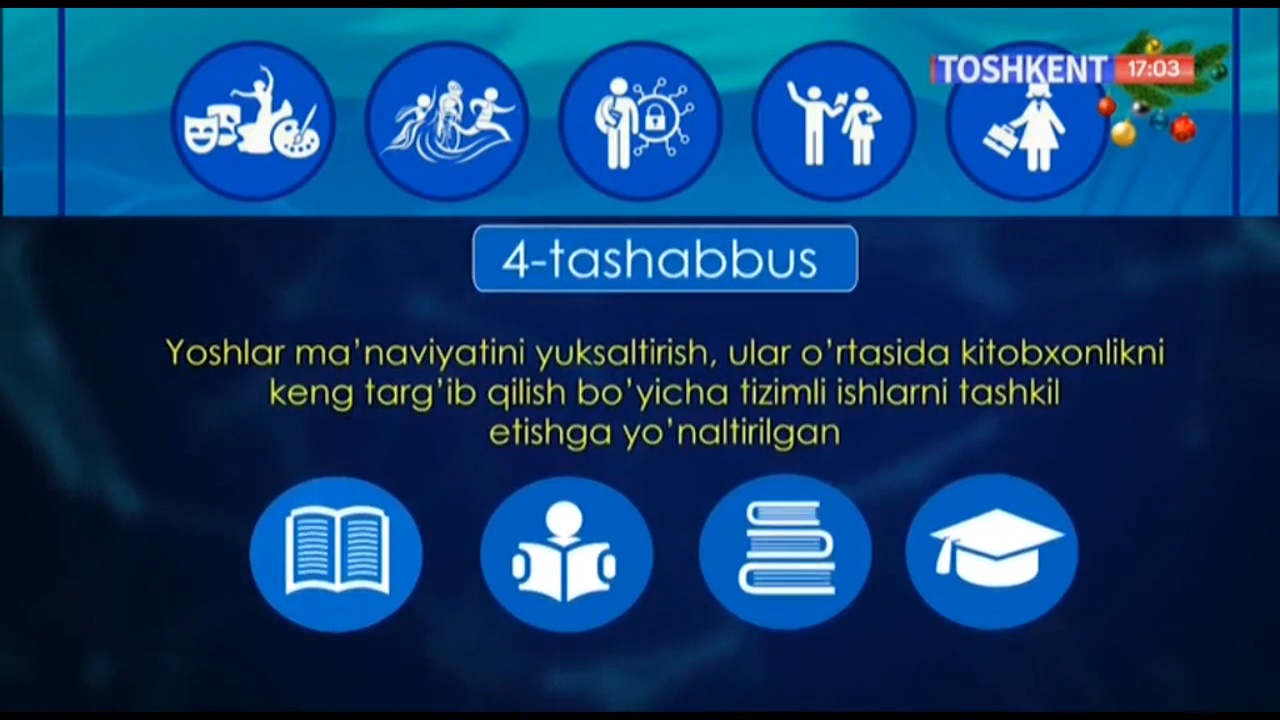 TOSHKENT 17:03
4-tashabbus
Yoshlar ma'naviyatini yuksaltirish, ular o'rtasida kitobxonlikni
keng targ'ib qilish bo'yicha tizimli ishlarni tashkil
etishga yo'naltirilgan